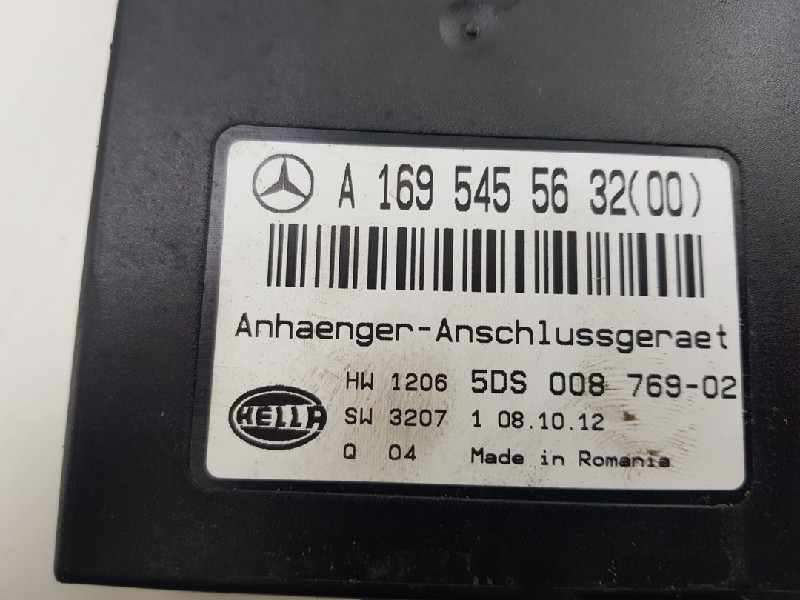 A 169 545 56 32(00)
Anhaenger-Anschlussgeraet
HW 1206 5DS 008 769-02
HELLA SW 3207 1 08.10.12
Q 04 Made in Romania